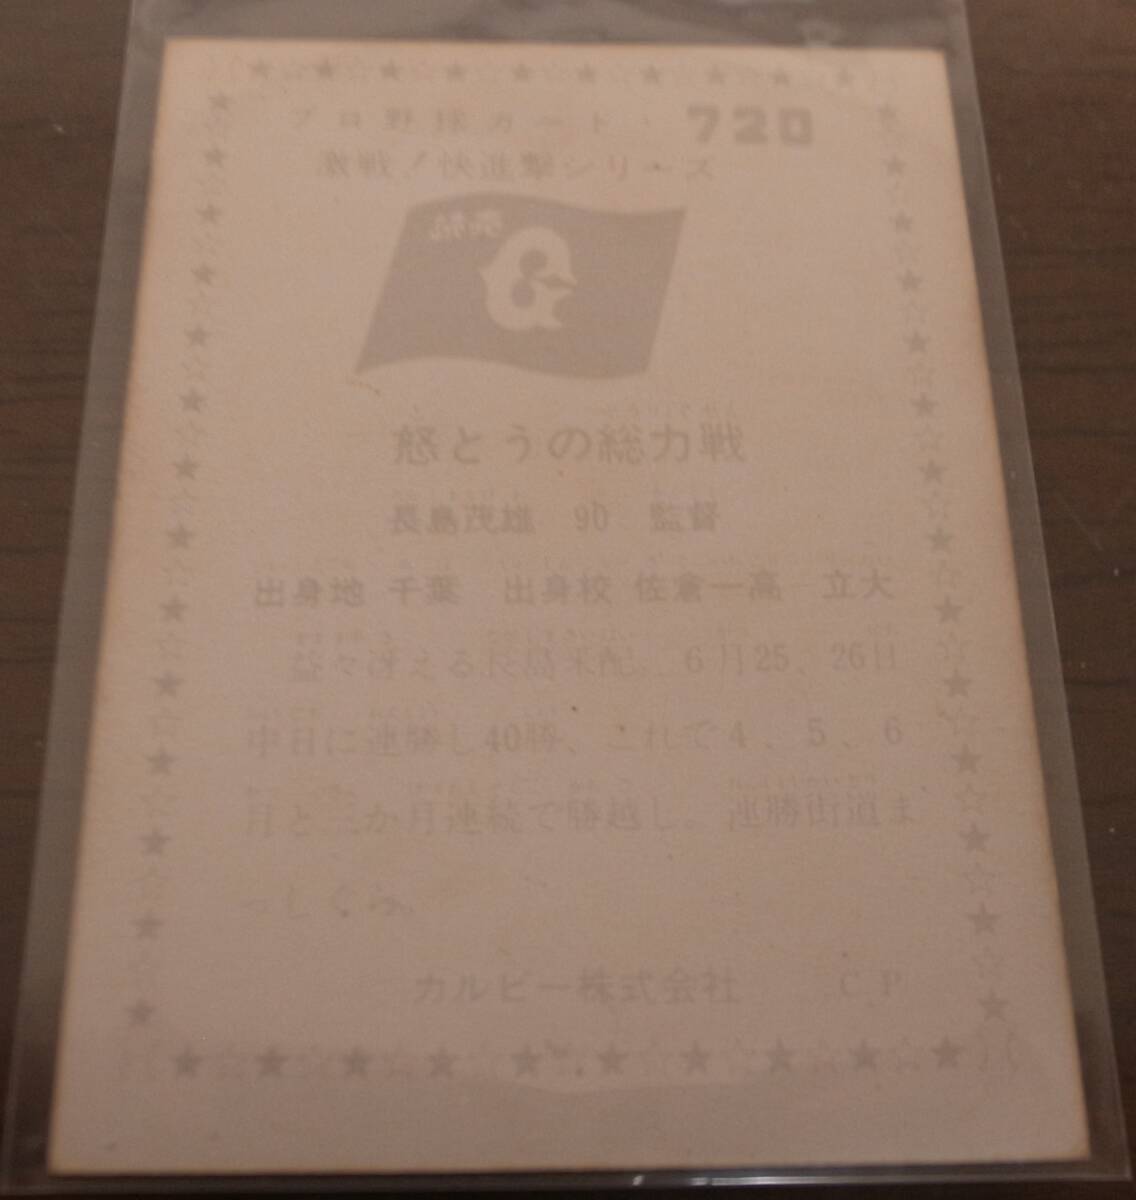 プロ野球カード・720
激戦！快進撃シリーズ
怒とうの総力戦
長島茂雄 90 監督
出身地 千葉 出身校 佐倉一高 立大
益々冴える長島采配。6月25、26日
中日に連勝し40勝、これで4、5、6
月と三か月連続で勝越し。連勝街道ま
っしぐら。
カルビー株式会社 C.P